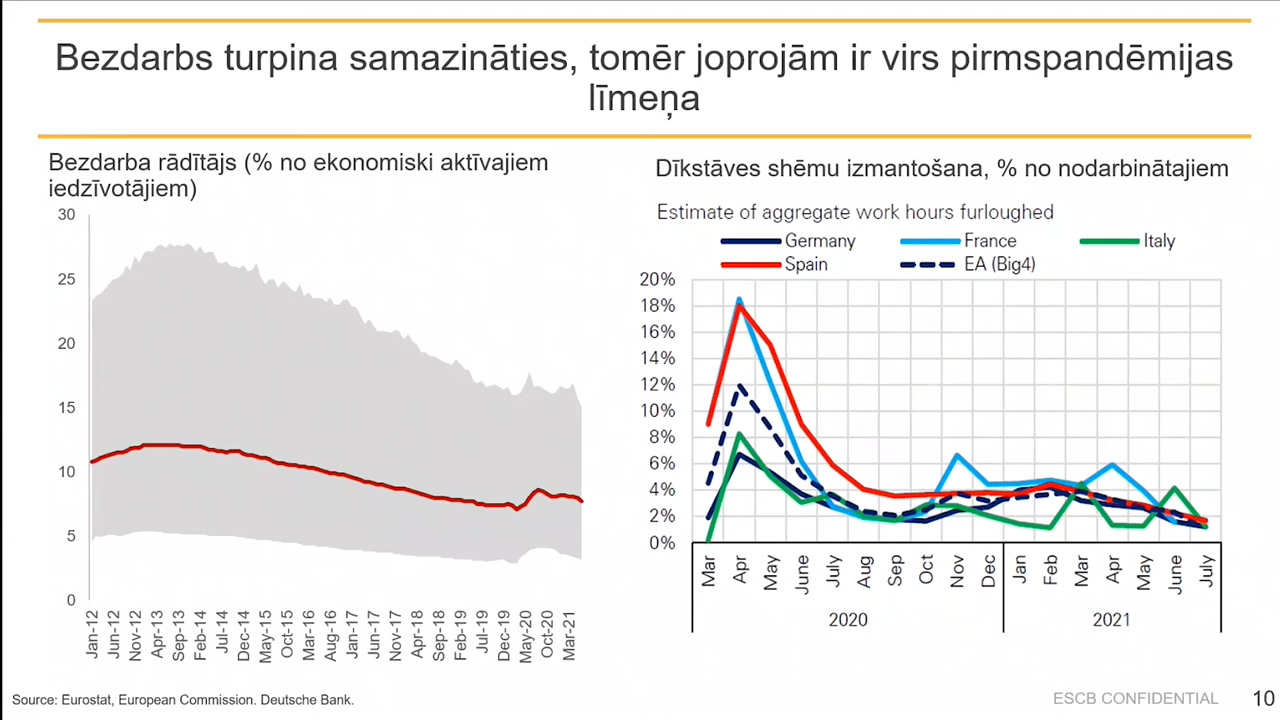 Bezdarbs turpina samazināties, tomēr joprojām ir virs pirmspandēmijas
līmeņa
Bezdarba rādītājs (% no ekonomiski aktīvajiem
iedzīvotājiem)
30
25
20
15
10
5
0
Jan-12 Jun-12 Nov-12 Apr-13 Sep-13 Feb-14 Jul-14 Dec-14 May-15 Oct-15 Mar-16 Aug-16 Jan-17 Jun-17 Nov-17 Apr-18 Sep-18 Feb-19 Jul-19 Dec-19 May-20 Oct-20 Mar-21
Dīkstāves shēmu izmantošana, % no nodarbinātajiem
Estimate of aggregate work hours furloughed
Germany France Italy
Spain EA (Big4)
20%
18%
16%
14%
12%
10%
8%
6%
4%
2%
0%
Mar Apr May June July Aug Sep Oct Nov Dec Jan Feb Mar Apr May June July
2020 2021
Source: Eurostat, European Commission. Deutsche Bank.
ESCB CONFIDENTIAL 10